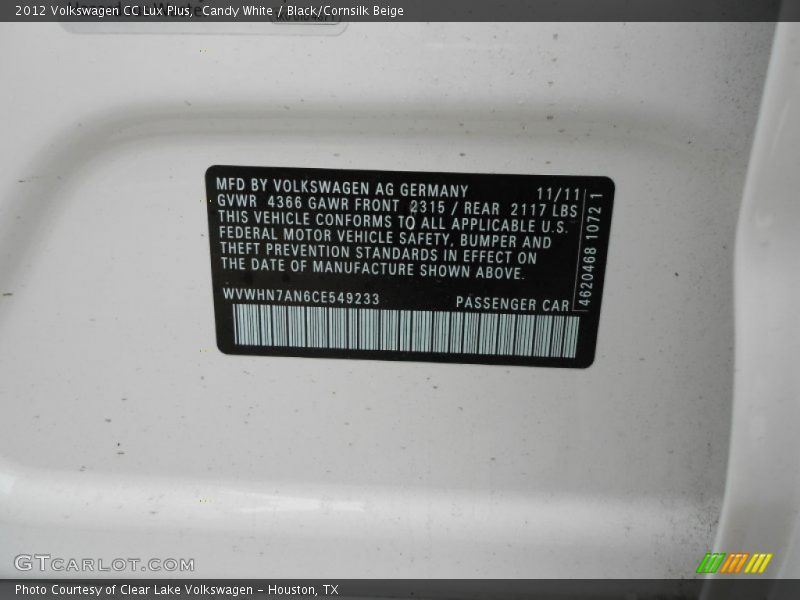 2012 Volkswagen CC Lux Plus, Candy White / Black/Cornsilk Beige
MFD BY VOLKSWAGEN AG GERMANY 11/11
GVWR 4366 GAWR FRONT 2315 / REAR 2117 LBS
THIS VEHICLE CONFORMS TO ALL APPLICABLE U.S.
FEDERAL MOTOR VEHICLE SAFETY, BUMPER AND
THEFT PREVENTION STANDARDS IN EFFECT ON
THE DATE OF MANUFACTURE SHOWN ABOVE.
WVWHN7AN6CE549233 PASSENGER CAR
4620468 1072 1
GTCARLOT.COM
Photo Courtesy of Clear Lake Volkswagen – Houston, TX